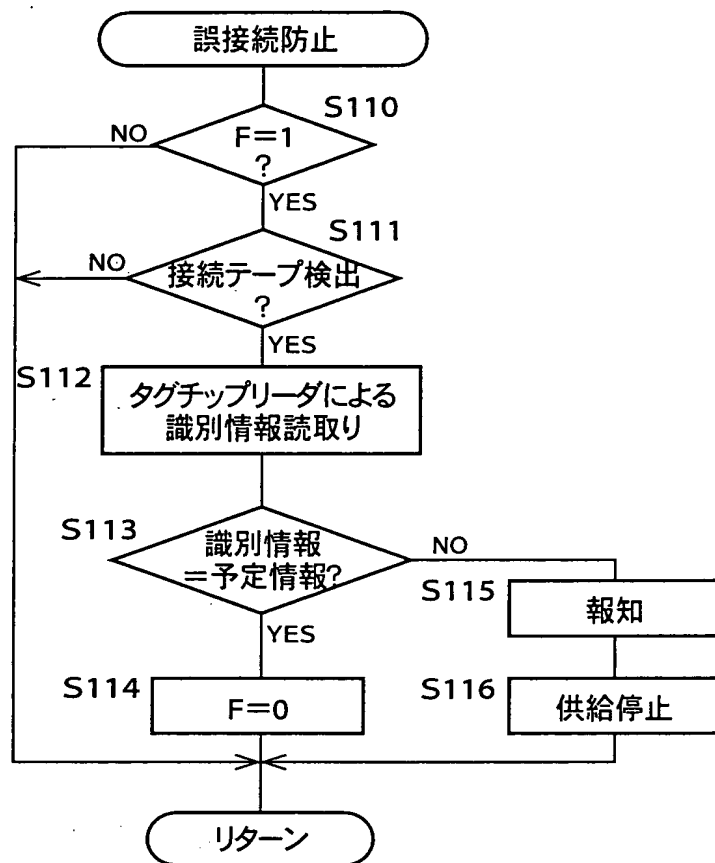 誤接続防止
S110
NO
F=1
?
YES
S111
NO
接続テープ検出
?
YES
S112
タグチップリーダによる
識別情報読取り
S113
識別情報
=予定情報?
NO
YES
S115
報知
S114
F=0
S116
供給停止
リターン